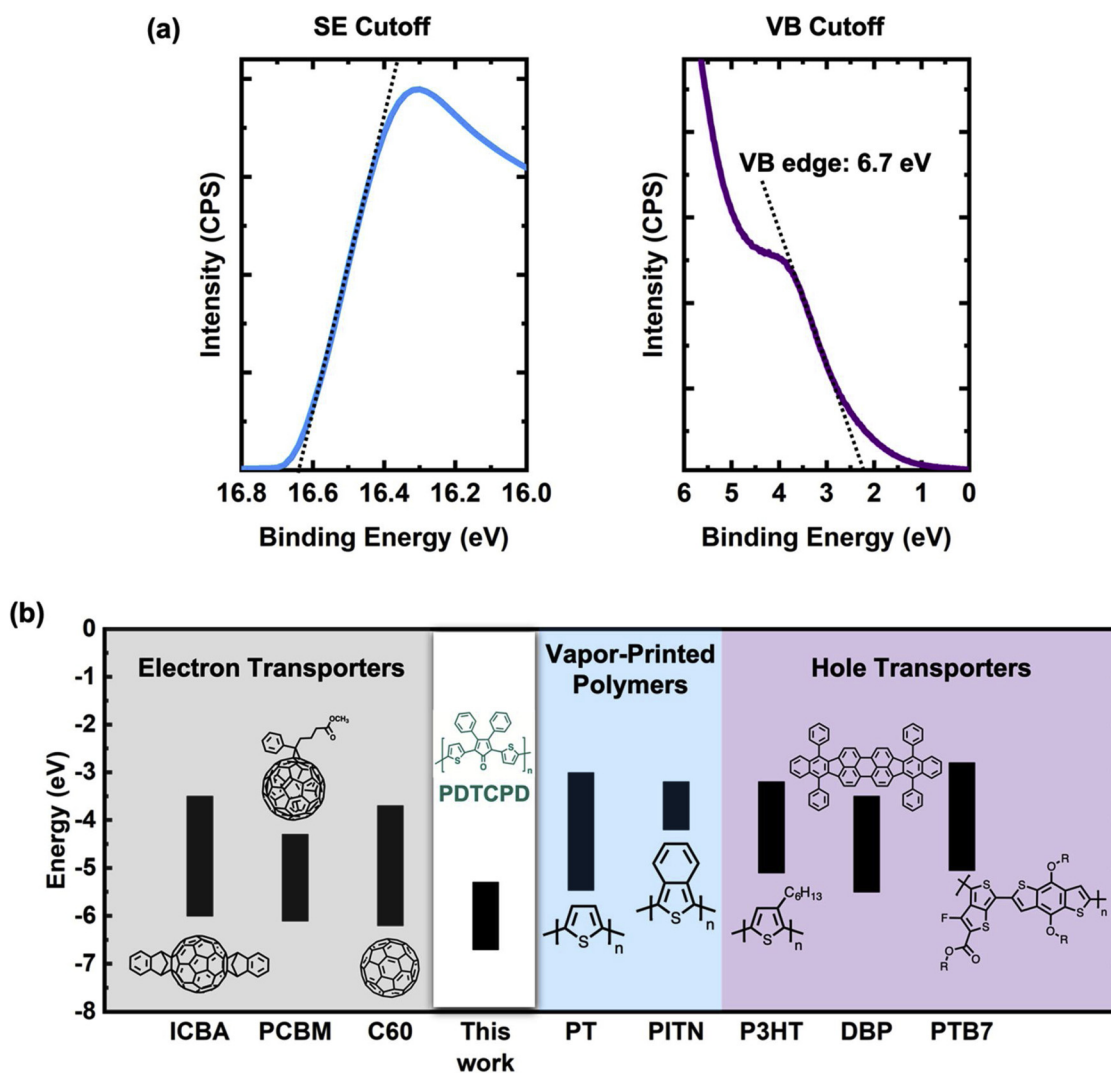 (a)
SE Cutoff
VB Cutoff
Intensity (CPS)
16.8 16.6 16.4 16.2 16.0
Binding Energy (eV)
Intensity (CPS)
VB edge: 6.7 eV
6 5 4 3 2 1 0
Binding Energy (eV)
(b)
Energy (eV)
0
-1
-2
-3
-4
-5
-6
-7
-8
Electron Transporters
OCH₃
O
S
O
S
n
PDTCPD
Vapor-Printed
Polymers
S
n
S
n
Hole Transporters
C₆H₁₃
S
n
S
F
S
O
O
R
S
O
R
S
O
R
n
ICBA PCBM C60 This PT PITN P3HT DBP PTB7
work